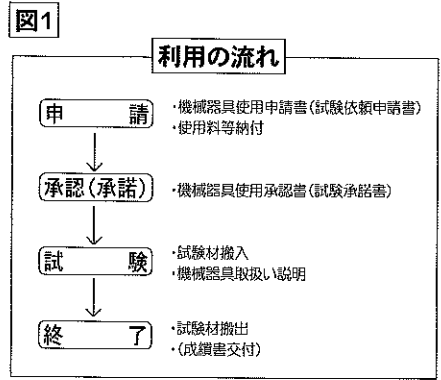 図1
利用の流れ
申 請
・機械器具使用申請書(試験依頼申請書)
・使用料等納付
承認(承諾)
・機械器具使用承認書(試験承諾書)
試 験
・試験材搬入
・機械器具取扱い説明
終 了
・試験材搬出
・(成績書交付)